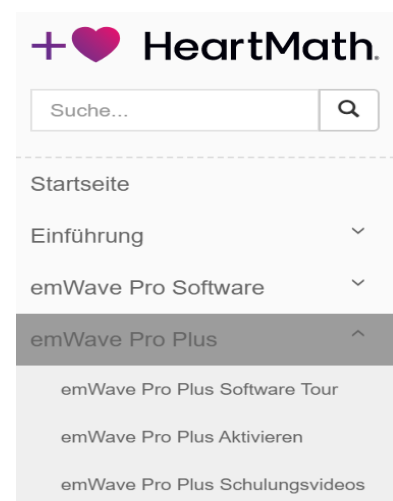 HeartMath.
Suche...
Startseite
Einführung
emWave Pro Software
emWave Pro Plus
emWave Pro Plus Software Tour
emWave Pro Plus Aktivieren
emWave Pro Plus Schulungsvideos